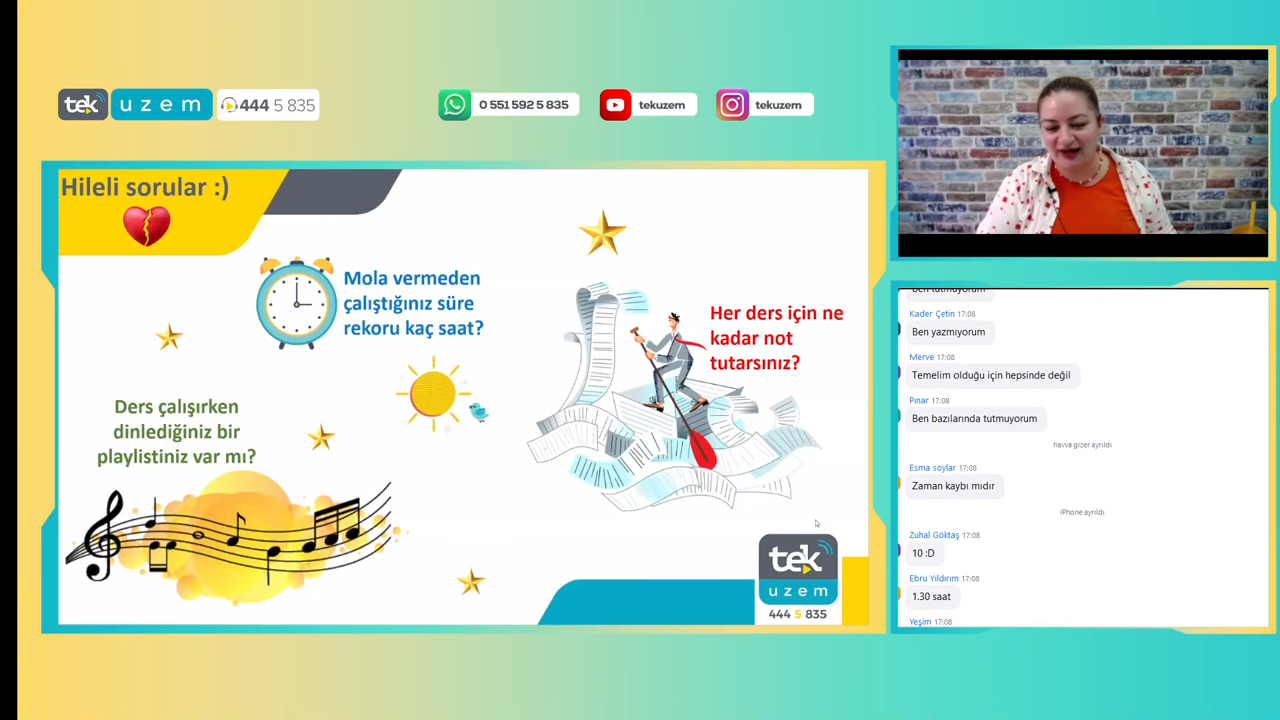 tek
uzem
444 5 835
0 551 592 5 835
tekuzem
tekuzem
Hileli sorular :)
Mola vermeden
çalıştığınız süre
rekoru kaç saat?
Her ders için ne
kadar not
tutarsınız?
Ders çalışırken
dinlediğiniz bir
playlistiniz var mı?
tek
uzem
444 5 835
Ben tutmuyorum
Kader Çetin 17:08
Ben yazmıyorum
Merve 17:08
Temelim olduğu için hepsinde değil
Pınar 17:08
Ben bazılarında tutmuyorum
havva gizer ayrıldı
Esma soylar 17:08
Zaman kaybı mıdır
iPhone ayrıldı
Zuhal Göktaş 17:08
10 :D
Ebru Yıldırım 17:08
1.30 saat
Yeşim 17:08